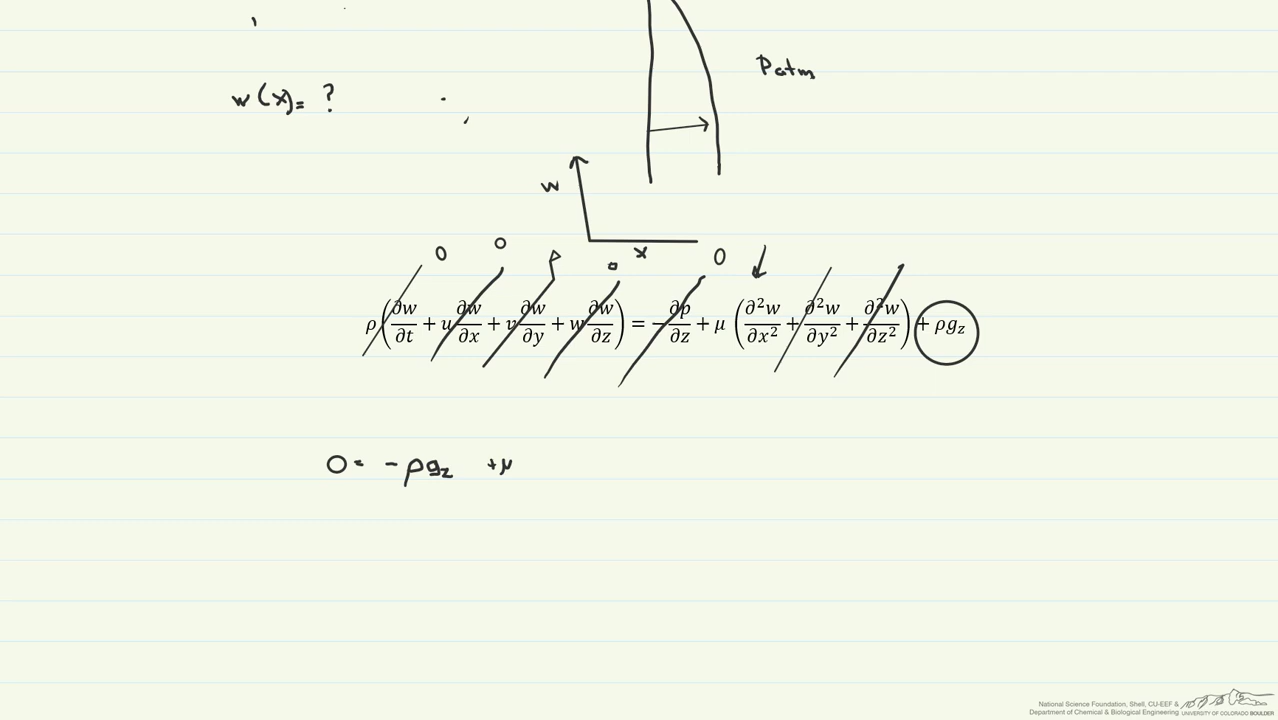 Patm
w(x)= ?
w
x
0 0 0 0 0
ρ(∂w/∂t + u ∂w/∂x + v ∂w/∂y + w ∂w/∂z) = −∂p/∂z + μ(∂²w/∂x² + ∂²w/∂y² + ∂²w/∂z²) + ρg_z
0 = - ρg_z + μ
National Science Foundation, Shell, CU-EEF &
Department of Chemical & Biological Engineering UNIVERSITY OF COLORADO BOULDER